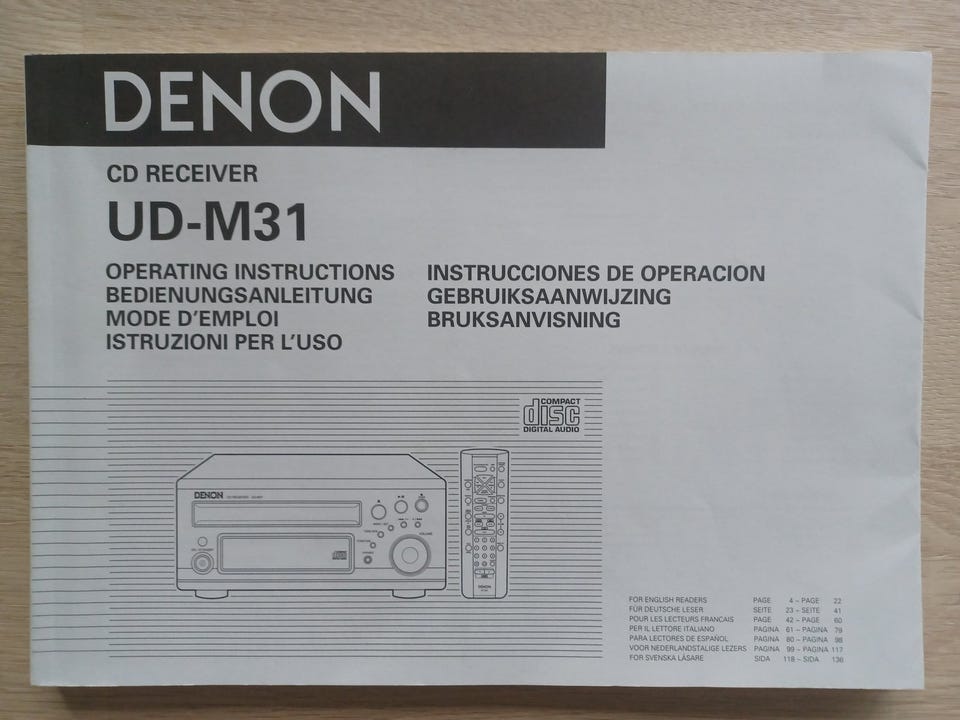 DENON
CD RECEIVER
UD-M31
OPERATING INSTRUCTIONS
BEDIENUNGSANLEITUNG
MODE D'EMPLOI
ISTRUZIONI PER L'USO
INSTRUCCIONES DE OPERACION
GEBRUIKSAANWIJZING
BRUKSANVISNING
COMPACT
disc
DIGITAL AUDIO
DENON
VOLUME
DENON
FOR ENGLISH READERS PAGE 4 ~ PAGE 22
FÜR DEUTSCHE LESER SEITE 23 ~ SEITE 41
POUR LES LECTEURS FRANCAIS PAGE 42 ~ PAGE 60
PER IL LETTORE ITALIANO PAGINA 61 ~ PAGINA 79
PARA LECTORES DE ESPAÑOL PAGINA 80 ~ PAGINA 98
VOOR NEDERLANDSTALIGE LEZERS PAGINA 99 ~ PAGINA 117
FOR SVENSKA LÄSARE SIDA 118 ~ SIDA 136